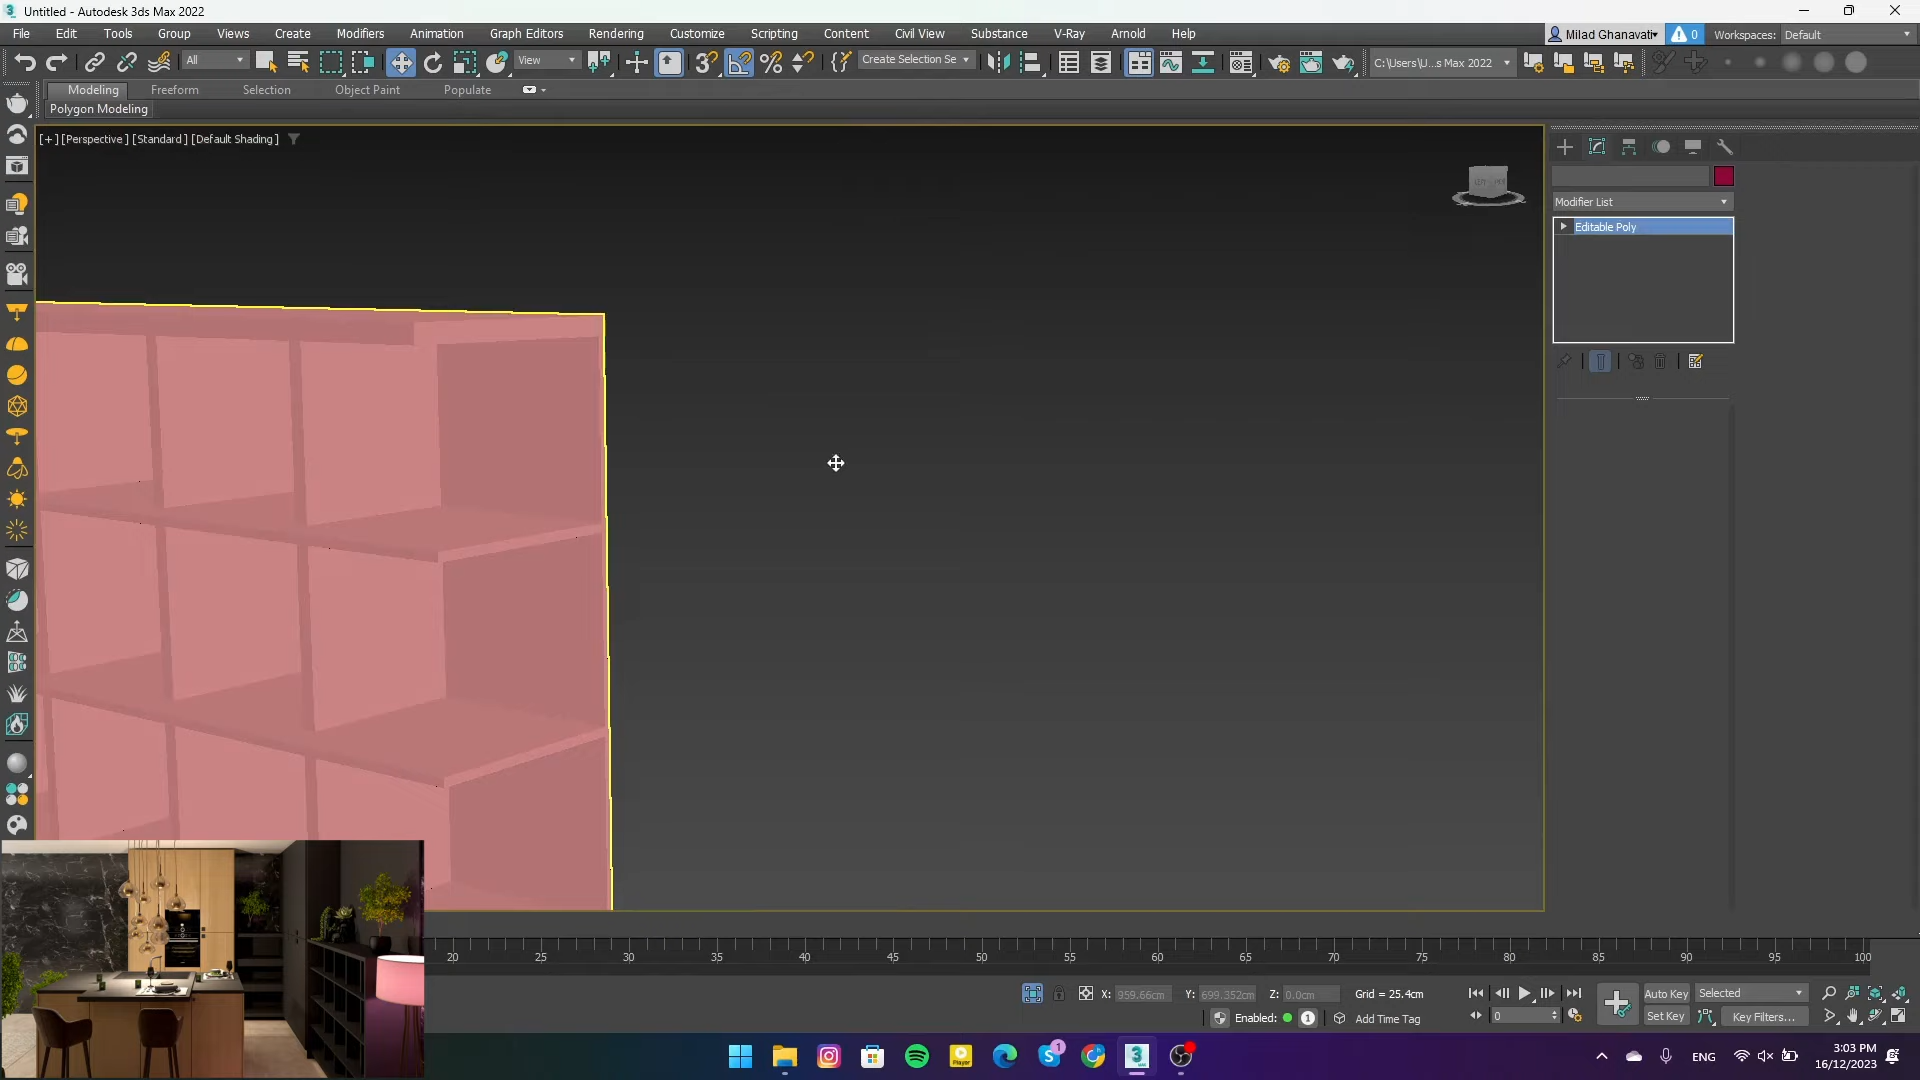 Untitled - Autodesk 3ds Max 2022
File Edit Tools Group Views Create Modifiers Animation Graph Editors Rendering Customize Scripting Content Civil View Substance V-Ray Arnold Help
Milad Ghanavati 0 Workspaces: Default
All View Create Selection Se C:\Users\U...s Max 2022
Modeling Freeform Selection Object Paint Populate
Polygon Modeling
[+] [Perspective] [Standard] [Default Shading]
Modifier List
Editable Poly
20 25 30 35 40 45 50 55 60 65 70 75 80 85 90 95 100
X: 959.66cm Y: 699.352cm Z: 0.0cm Grid = 25.4cm Auto Key Selected
Enabled: 1 Add Time Tag 0 Set Key Key Filters...
Player 1 3 ENG 3:03 PM
16/12/2023